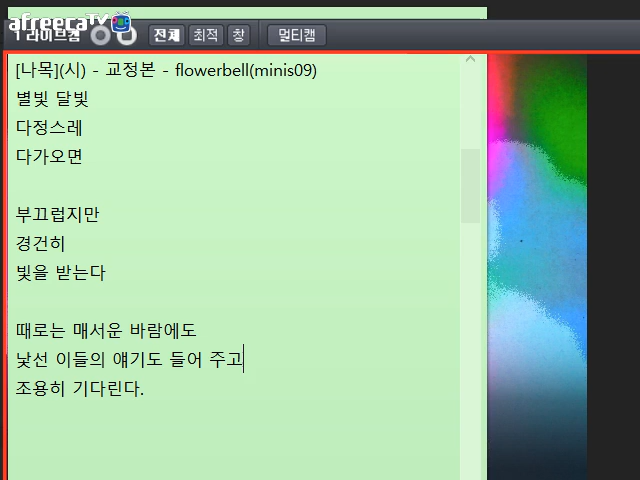 afreecaTV
1 라이브캠
전체
최적
창
멀티캠
[나목](시) - 교정본 - flowerbell(minis09)
별빛 달빛
다정스레
다가오면
부끄럽지만
경건히
빛을 받는다
때로는 매서운 바람에도
낯선 이들의 얘기도 들어 주고
조용히 기다린다.